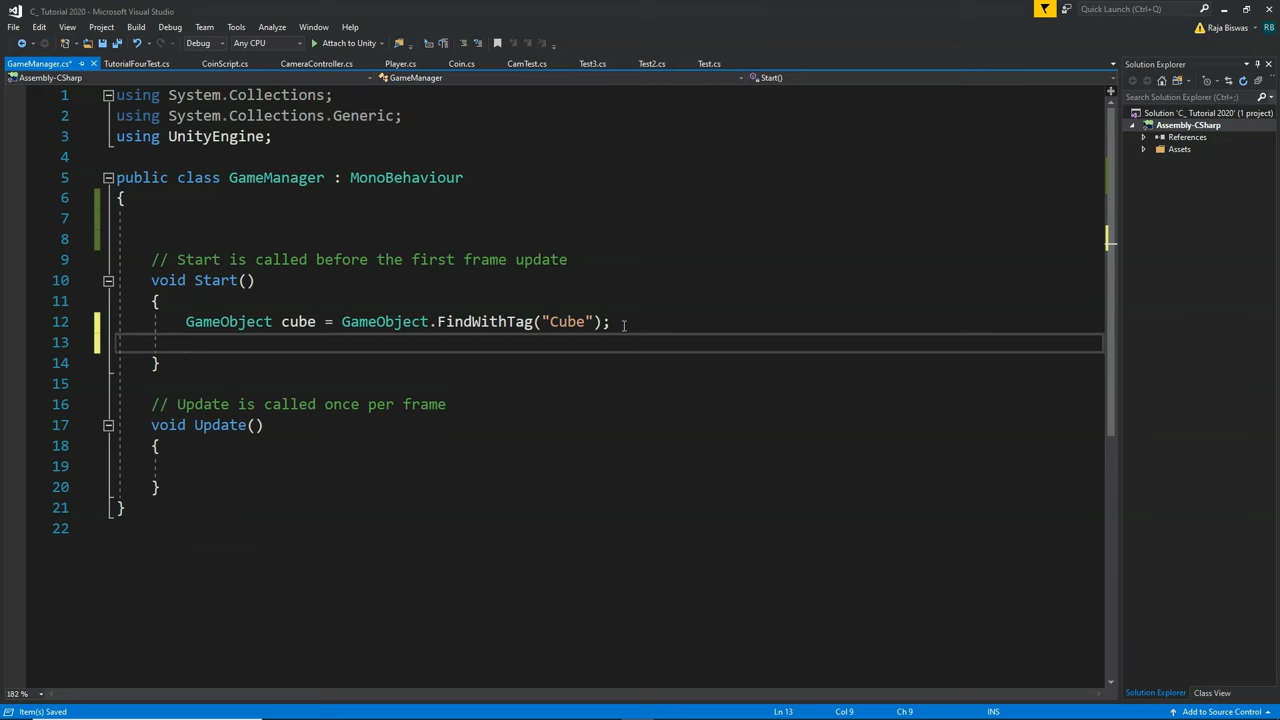 C_ Tutorial 2020 - Microsoft Visual Studio
Quick Launch (Ctrl+Q)
File Edit View Project Build Debug Team Tools Analyze Window Help
Raja Biswas RB
Debug Any CPU Attach to Unity
GameManager.cs* TutorialFourTest.cs CoinScript.cs CameraController.cs Player.cs Coin.cs CamTest.cs Test3.cs Test2.cs Test.cs
Assembly-CSharp GameManager Start()
1 using System.Collections;
2 using System.Collections.Generic;
3 using UnityEngine;
4
5 public class GameManager : MonoBehaviour
6 {
7
8
9 // Start is called before the first frame update
10 void Start()
11 {
12 GameObject cube = GameObject.FindWithTag("Cube");
13
14 }
15
16 // Update is called once per frame
17 void Update()
18 {
19
20 }
21 }
22
182 %
Solution Explorer
Search Solution Explorer (Ctrl+;)
Solution 'C_ Tutorial 2020' (1 project)
Assembly-CSharp
References
Assets
Solution Explorer Class View
Item(s) Saved Ln 13 Col 9 Ch 9 INS Add to Source Control